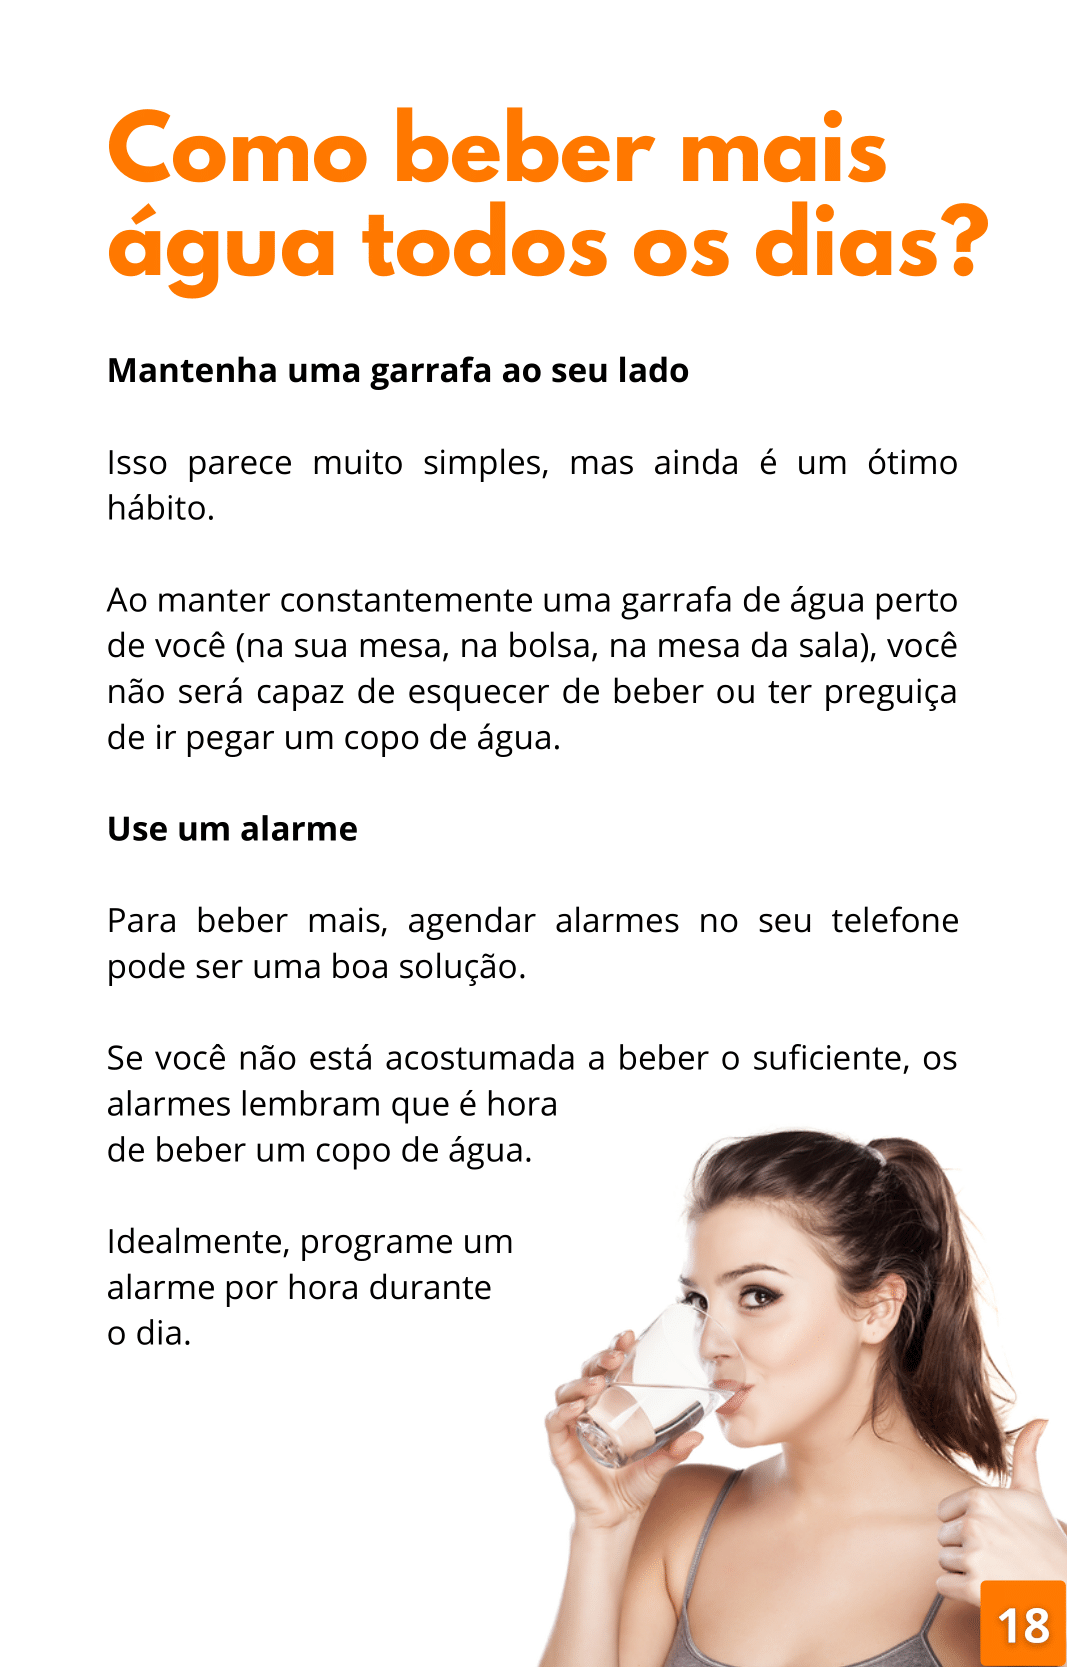 Como beber mais
água todos os dias?
Mantenha uma garrafa ao seu lado
Isso parece muito simples, mas ainda é um ótimo
hábito.
Ao manter constantemente uma garrafa de água perto
de você (na sua mesa, na bolsa, na mesa da sala), você
não será capaz de esquecer de beber ou ter preguiça
de ir pegar um copo de água.
Use um alarme
Para beber mais, agendar alarmes no seu telefone
pode ser uma boa solução.
Se você não está acostumada a beber o suficiente, os
alarmes lembram que é hora
de beber um copo de água.
Idealmente, programe um
alarme por hora durante
o dia.
18